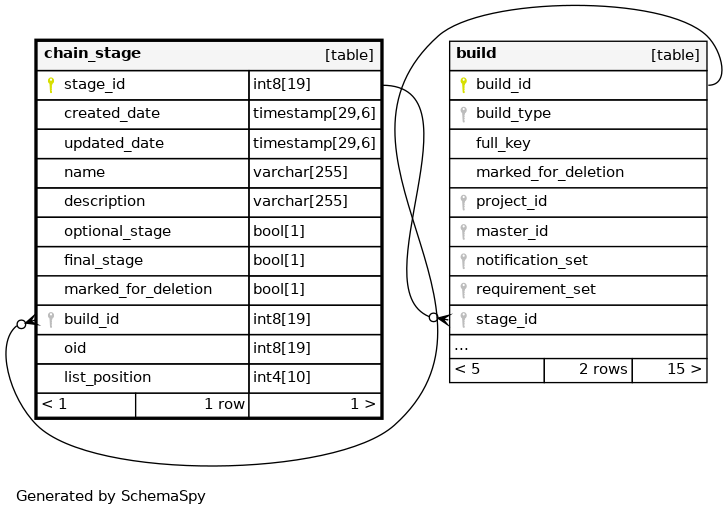 chain_stage [table]
stage_id int8[19]
created_date timestamp[29,6]
updated_date timestamp[29,6]
name varchar[255]
description varchar[255]
optional_stage bool[1]
final_stage bool[1]
marked_for_deletion bool[1]
build_id int8[19]
oid int8[19]
list_position int4[10]
< 1 1 row 1 >
build [table]
build_id
build_type
full_key
marked_for_deletion
project_id
master_id
notification_set
requirement_set
stage_id
...
< 5 2 rows 15 >
Generated by SchemaSpy